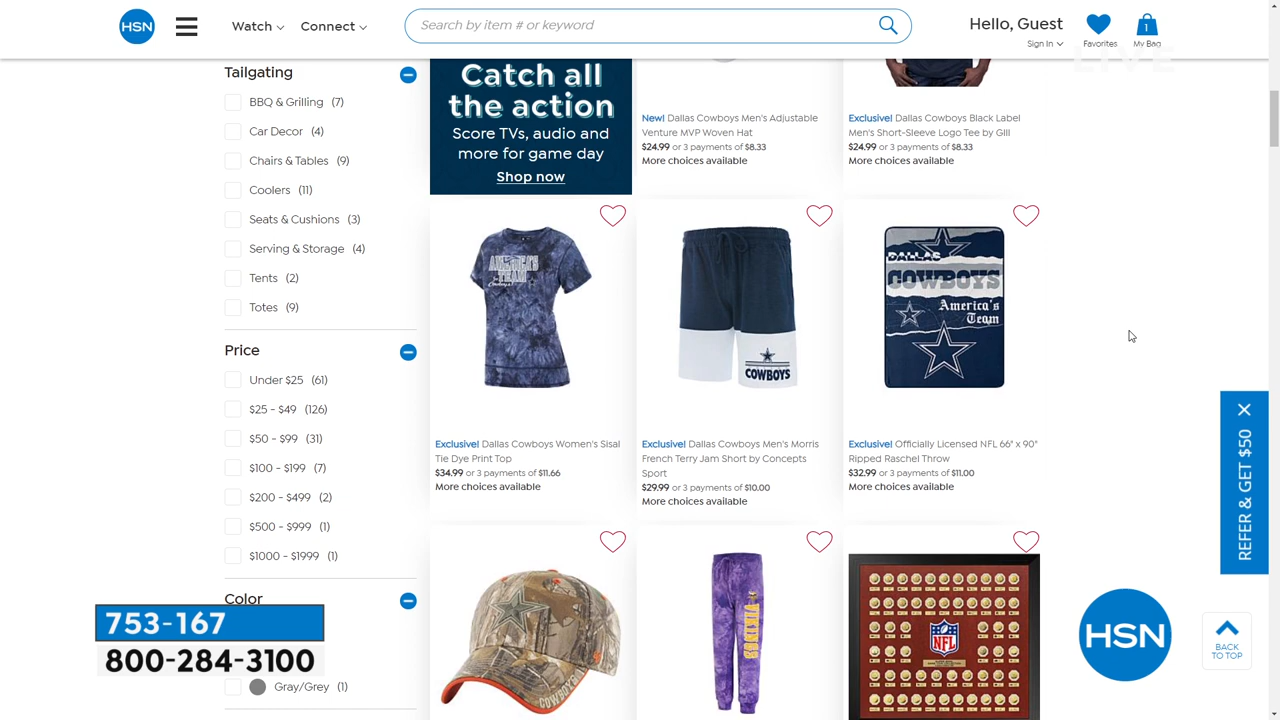 HSN
Watch
Connect
Search by item # or keyword
Hello, Guest
Sign In
Favorites
1
My Bag
LIVE
Tailgating
BBQ & Grilling (7)
Car Decor (4)
Chairs & Tables (9)
Coolers (11)
Seats & Cushions (3)
Serving & Storage (4)
Tents (2)
Totes (9)
Price
Under $25 (61)
$25 - $49 (126)
$50 - $99 (31)
$100 - $199 (7)
$200 - $499 (2)
$500 - $999 (1)
$1000 - $1999 (1)
Color
753-167
800-284-3100
Gray/Grey (1)
Catch all
the action
Score TVs, audio and
more for game day
Shop now
New! Dallas Cowboys Men's Adjustable
Venture MVP Woven Hat
$24.99 or 3 payments of $8.33
More choices available
Exclusive! Dallas Cowboys Black Label
Men's Short-Sleeve Logo Tee by GIII
$24.99 or 3 payments of $8.33
More choices available
AMERICA'S
TEAM
COWBOYS
DALLAS
COWBOYS
America's
Team
Exclusive! Dallas Cowboys Women's Sisal
Tie Dye Print Top
$34.99 or 3 payments of $11.66
More choices available
Exclusive! Dallas Cowboys Men's Morris
French Terry Jam Short by Concepts
Sport
$29.99 or 3 payments of $10.00
More choices available
Exclusive! Officially Licensed NFL 66" x 90"
Ripped Raschel Throw
$32.99 or 3 payments of $11.00
More choices available
COWBOYS
VIKINGS
NFL
REFER & GET $50
HSN
BACK
TO TOP